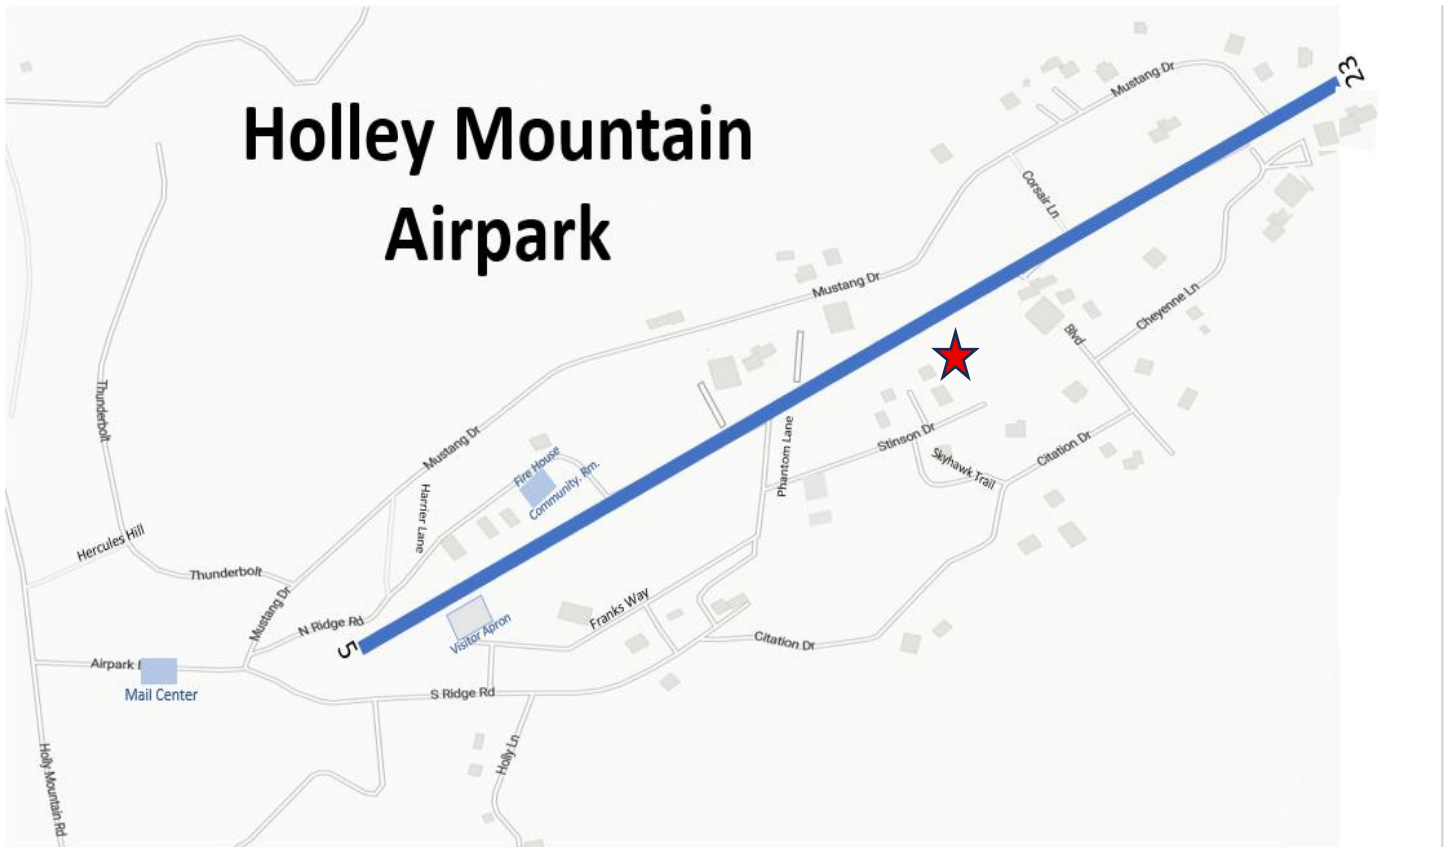 Holley Mountain
Airpark
23
Mustang Dr
Corsair Ln
Mustang Dr
Cheyenne Ln
Blvd
Thunderbolt
Mustang Dr
Phantom Lane
Stinson Dr
Citation Dr
Skyhawk Trail
Fire House
Community. Rm.
Harrier Lane
Hercules Hill
Thunderbolt
Mustang Dr
N Ridge Rd
5
Visitor Apron
Franks Way
Citation Dr
Airpark
Mail Center
S Ridge Rd
Holly Ln
Holly Mountain Rd